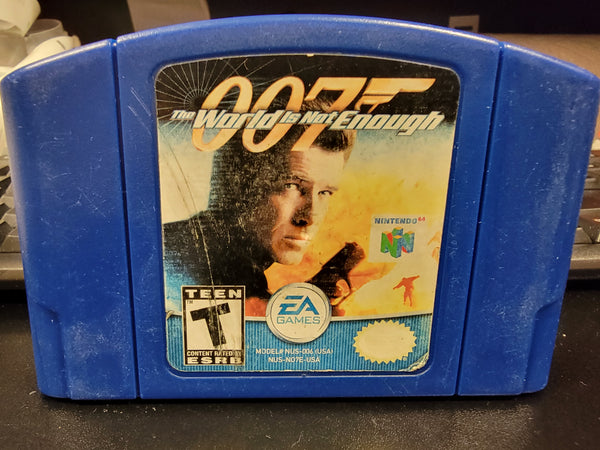 007
The World is Not Enough
NINTENDO 64
N
TEEN
T
CONTENT RATED BY
ESRB
EA
GAMES
MODEL# NUS-006 (USA)
NUS-NO7E-USA